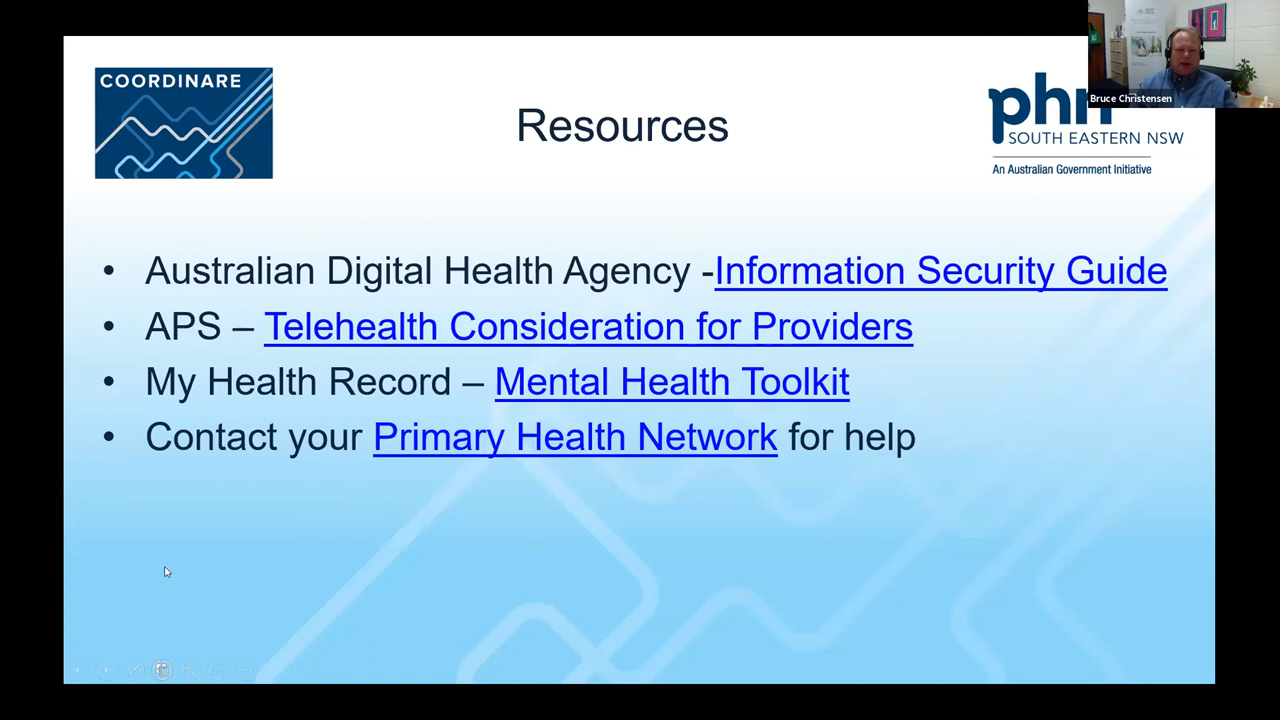 COORDINARE
Resources
phn
SOUTH EASTERN NSW
An Australian Government Initiative
Bruce Christensen
• Australian Digital Health Agency -Information Security Guide
• APS – Telehealth Consideration for Providers
• My Health Record – Mental Health Toolkit
• Contact your Primary Health Network for help